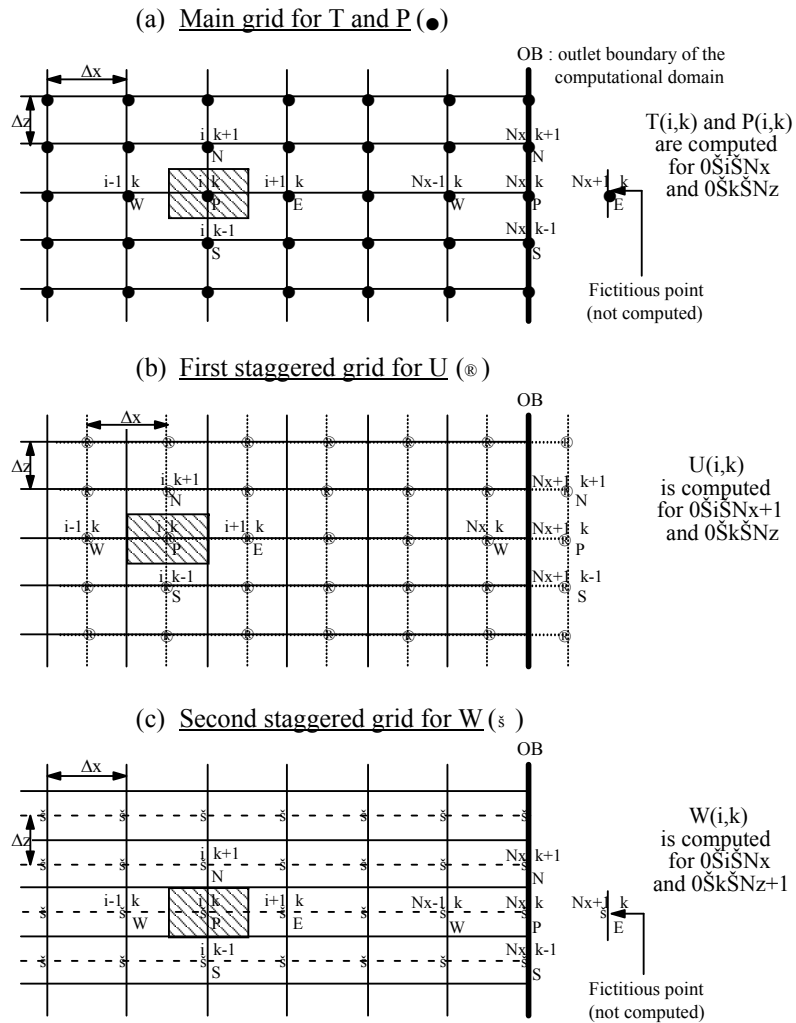 (a) Main grid for T and P (●)
OB : outlet boundary of the
computational domain
Δx
Δz
i k+1
N
Nx k+1
N
i-1 k
W
i k
P
i+1 k
E
Nx-1 k
W
Nx k
P
Nx+1 k
E
i k-1
S
Nx k-1
S
T(i,k) and P(i,k)
are computed
for 0ŠiŠNx
and 0ŠkŠNz
Fictitious point
(not computed)
(b) First staggered grid for U (®)
OB
Δx
Δz
® ® ® ® ® ® ®
i k+1
N
Nx+1 k+1
N
® ® ® ® ® ® ®
i-1 k
W
i k
P
i+1 k
E
Nx k
W
Nx+1 k
P
® ® ® ® ® ® ®
i k-1
S
Nx+1 k-1
S
® ® ® ® ® ® ®
® ® ® ® ® ® ®
U(i,k)
is computed
for 0ŠiŠNx+1
and 0ŠkŠNz
(c) Second staggered grid for W (š)
OB
Δx
Δz
š š š š š š š
i k+1
N
Nx k+1
N
š š š š š š š
i-1 k
W
i k
P
i+1 k
E
Nx-1 k
W
Nx k
P
Nx+1 k
E
š š š š š š š š
i k-1
S
Nx k-1
S
š š š š š š š
W(i,k)
is computed
for 0ŠiŠNx
and 0ŠkŠNz+1
Fictitious point
(not computed)